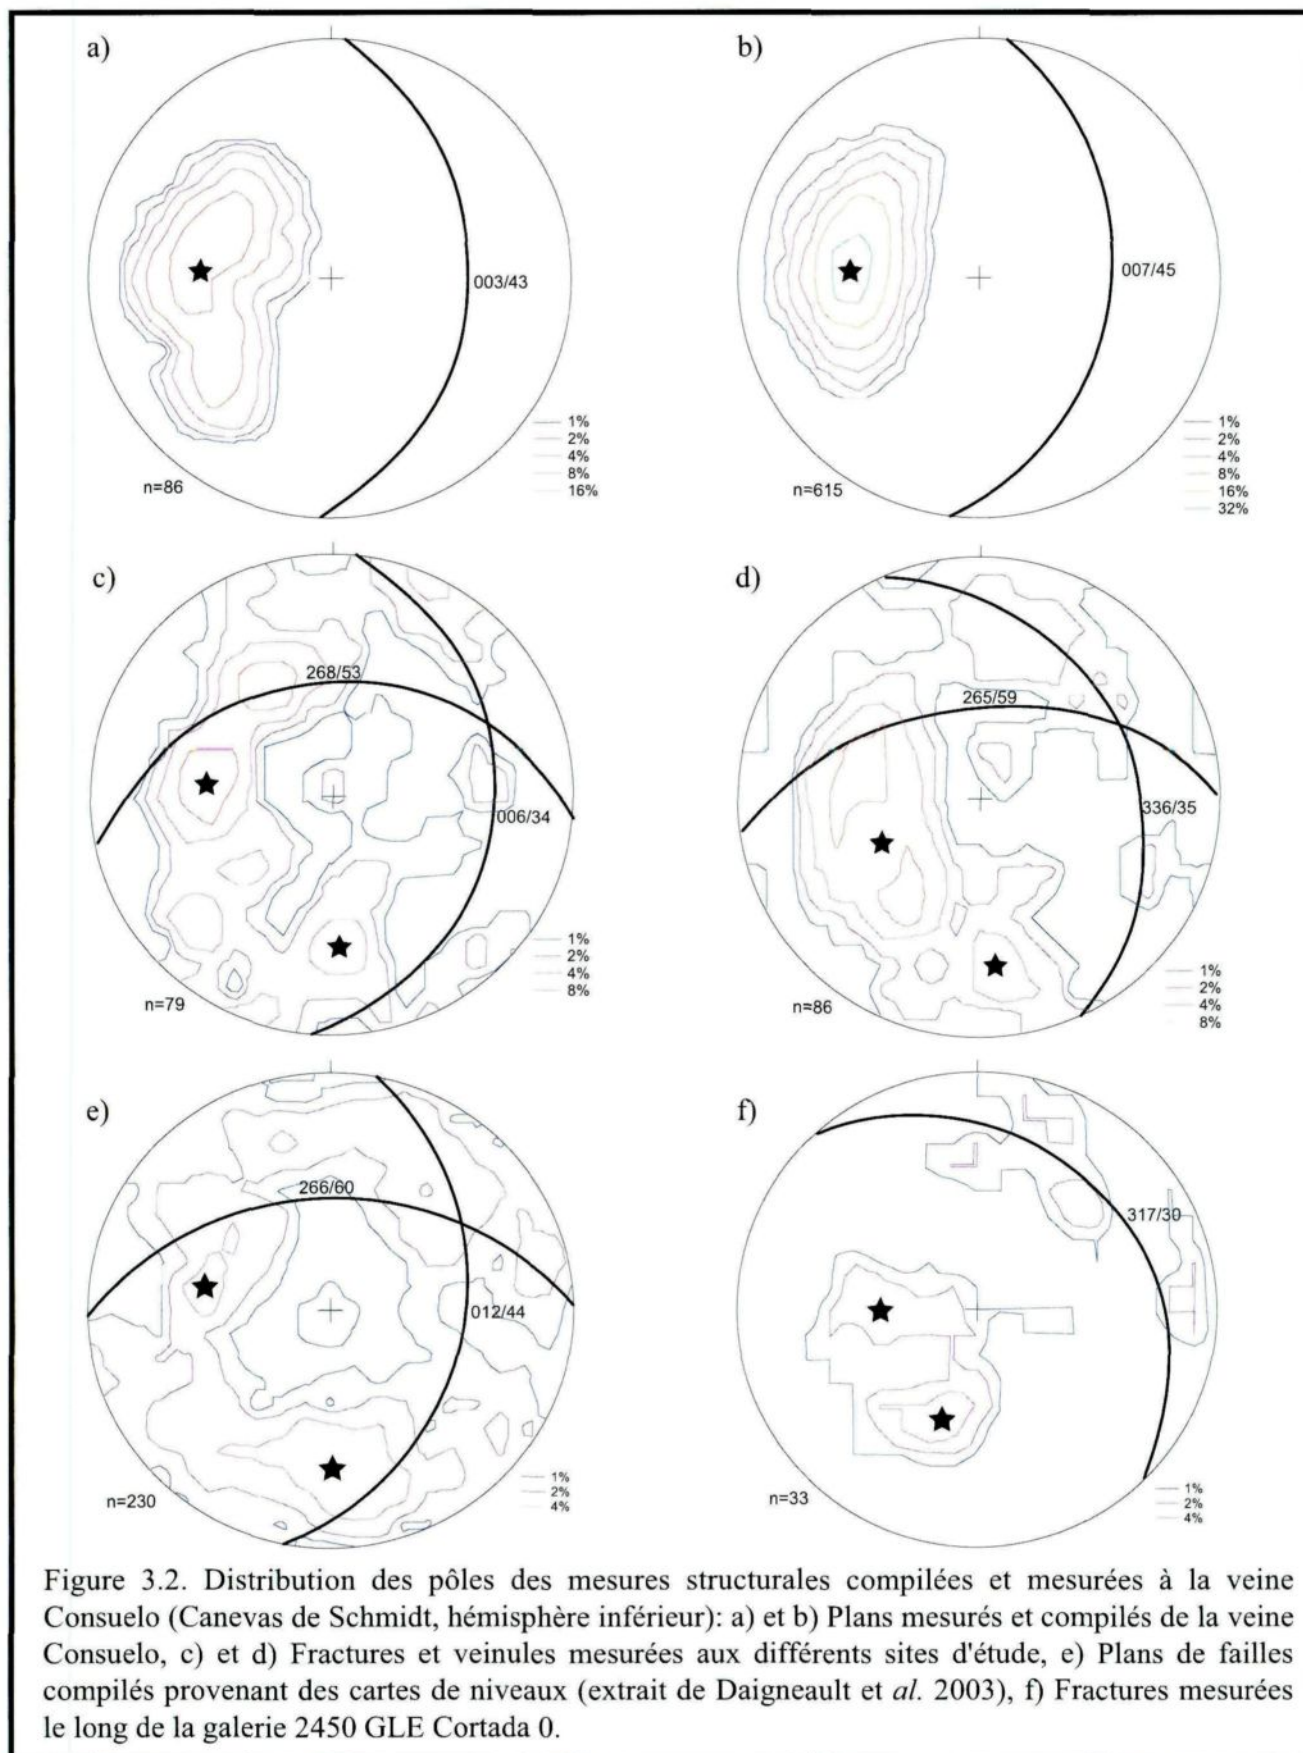 a)
003/43
n=86
1%
2%
4%
8%
16%
b)
007/45
n=615
1%
2%
4%
8%
16%
32%
c)
268/53
006/34
n=79
1%
2%
4%
8%
d)
265/59
336/35
n=86
1%
2%
4%
8%
e)
266/60
012/44
n=230
1%
2%
4%
f)
317/30
n=33
1%
2%
4%
Figure 3.2. Distribution des pôles des mesures structurales compilées et mesurées à la veine
Consuelo (Canevas de Schmidt, hémisphère inférieur): a) et b) Plans mesurés et compilés de la veine
Consuelo, c) et d) Fractures et veinules mesurées aux différents sites d'étude, e) Plans de failles
compilés provenant des cartes de niveaux (extrait de Daigneault et al. 2003), f) Fractures mesurées
le long de la galerie 2450 GLE Cortada 0.